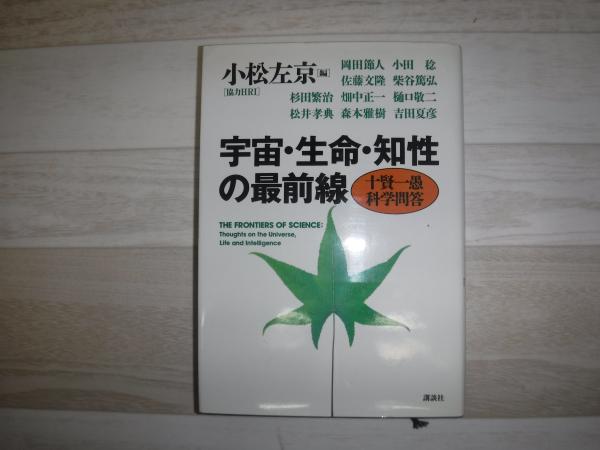 小松左京[編]
[協力HRI]
岡田節人 小田 稔
佐藤文隆 柴谷篤弘
杉田繁治 畑中正一 樋口敬二
松井孝典 森本雅樹 吉田夏彦
宇宙・生命・知性
の最前線
十賢一愚
科学問答
THE FRONTIERS OF SCIENCE:
Thoughts on the Universe,
Life and Intelligence
講談社